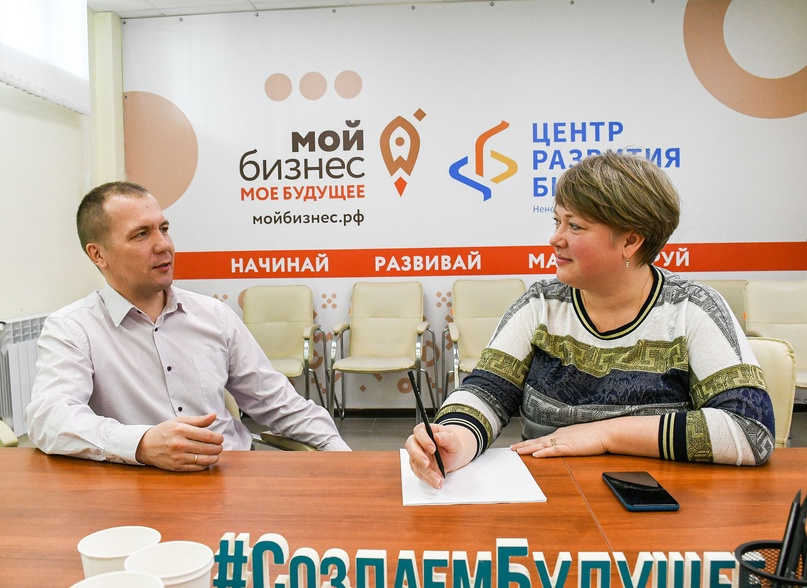 МОЙ
бизнес
МОЕ БУДУЩЕЕ
мойбизнес.рф
ЦЕНТР
РАЗВИТИЯ
НАЧИНАЙ РАЗВИВАЙ
#СоздаемБудущее